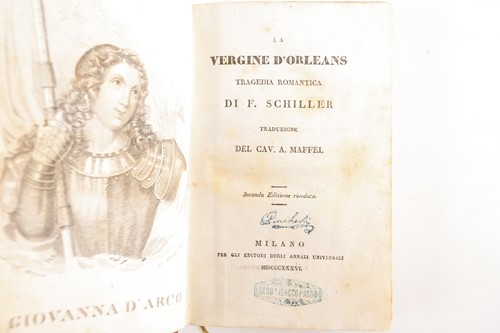 GIOVANNA D'ARCO
LA
VERGINE D'ORLEANS
TRAGEDIA ROMANTICA
DI F. SCHILLER
TRADUZIONE
DEL CAV. A. MAFFEI.
Seconda Edizione riveduta.
MILANO
PER GLI EDITORI DEGLI ANNALI UNIVERSALI
MDCCCXXXVI.